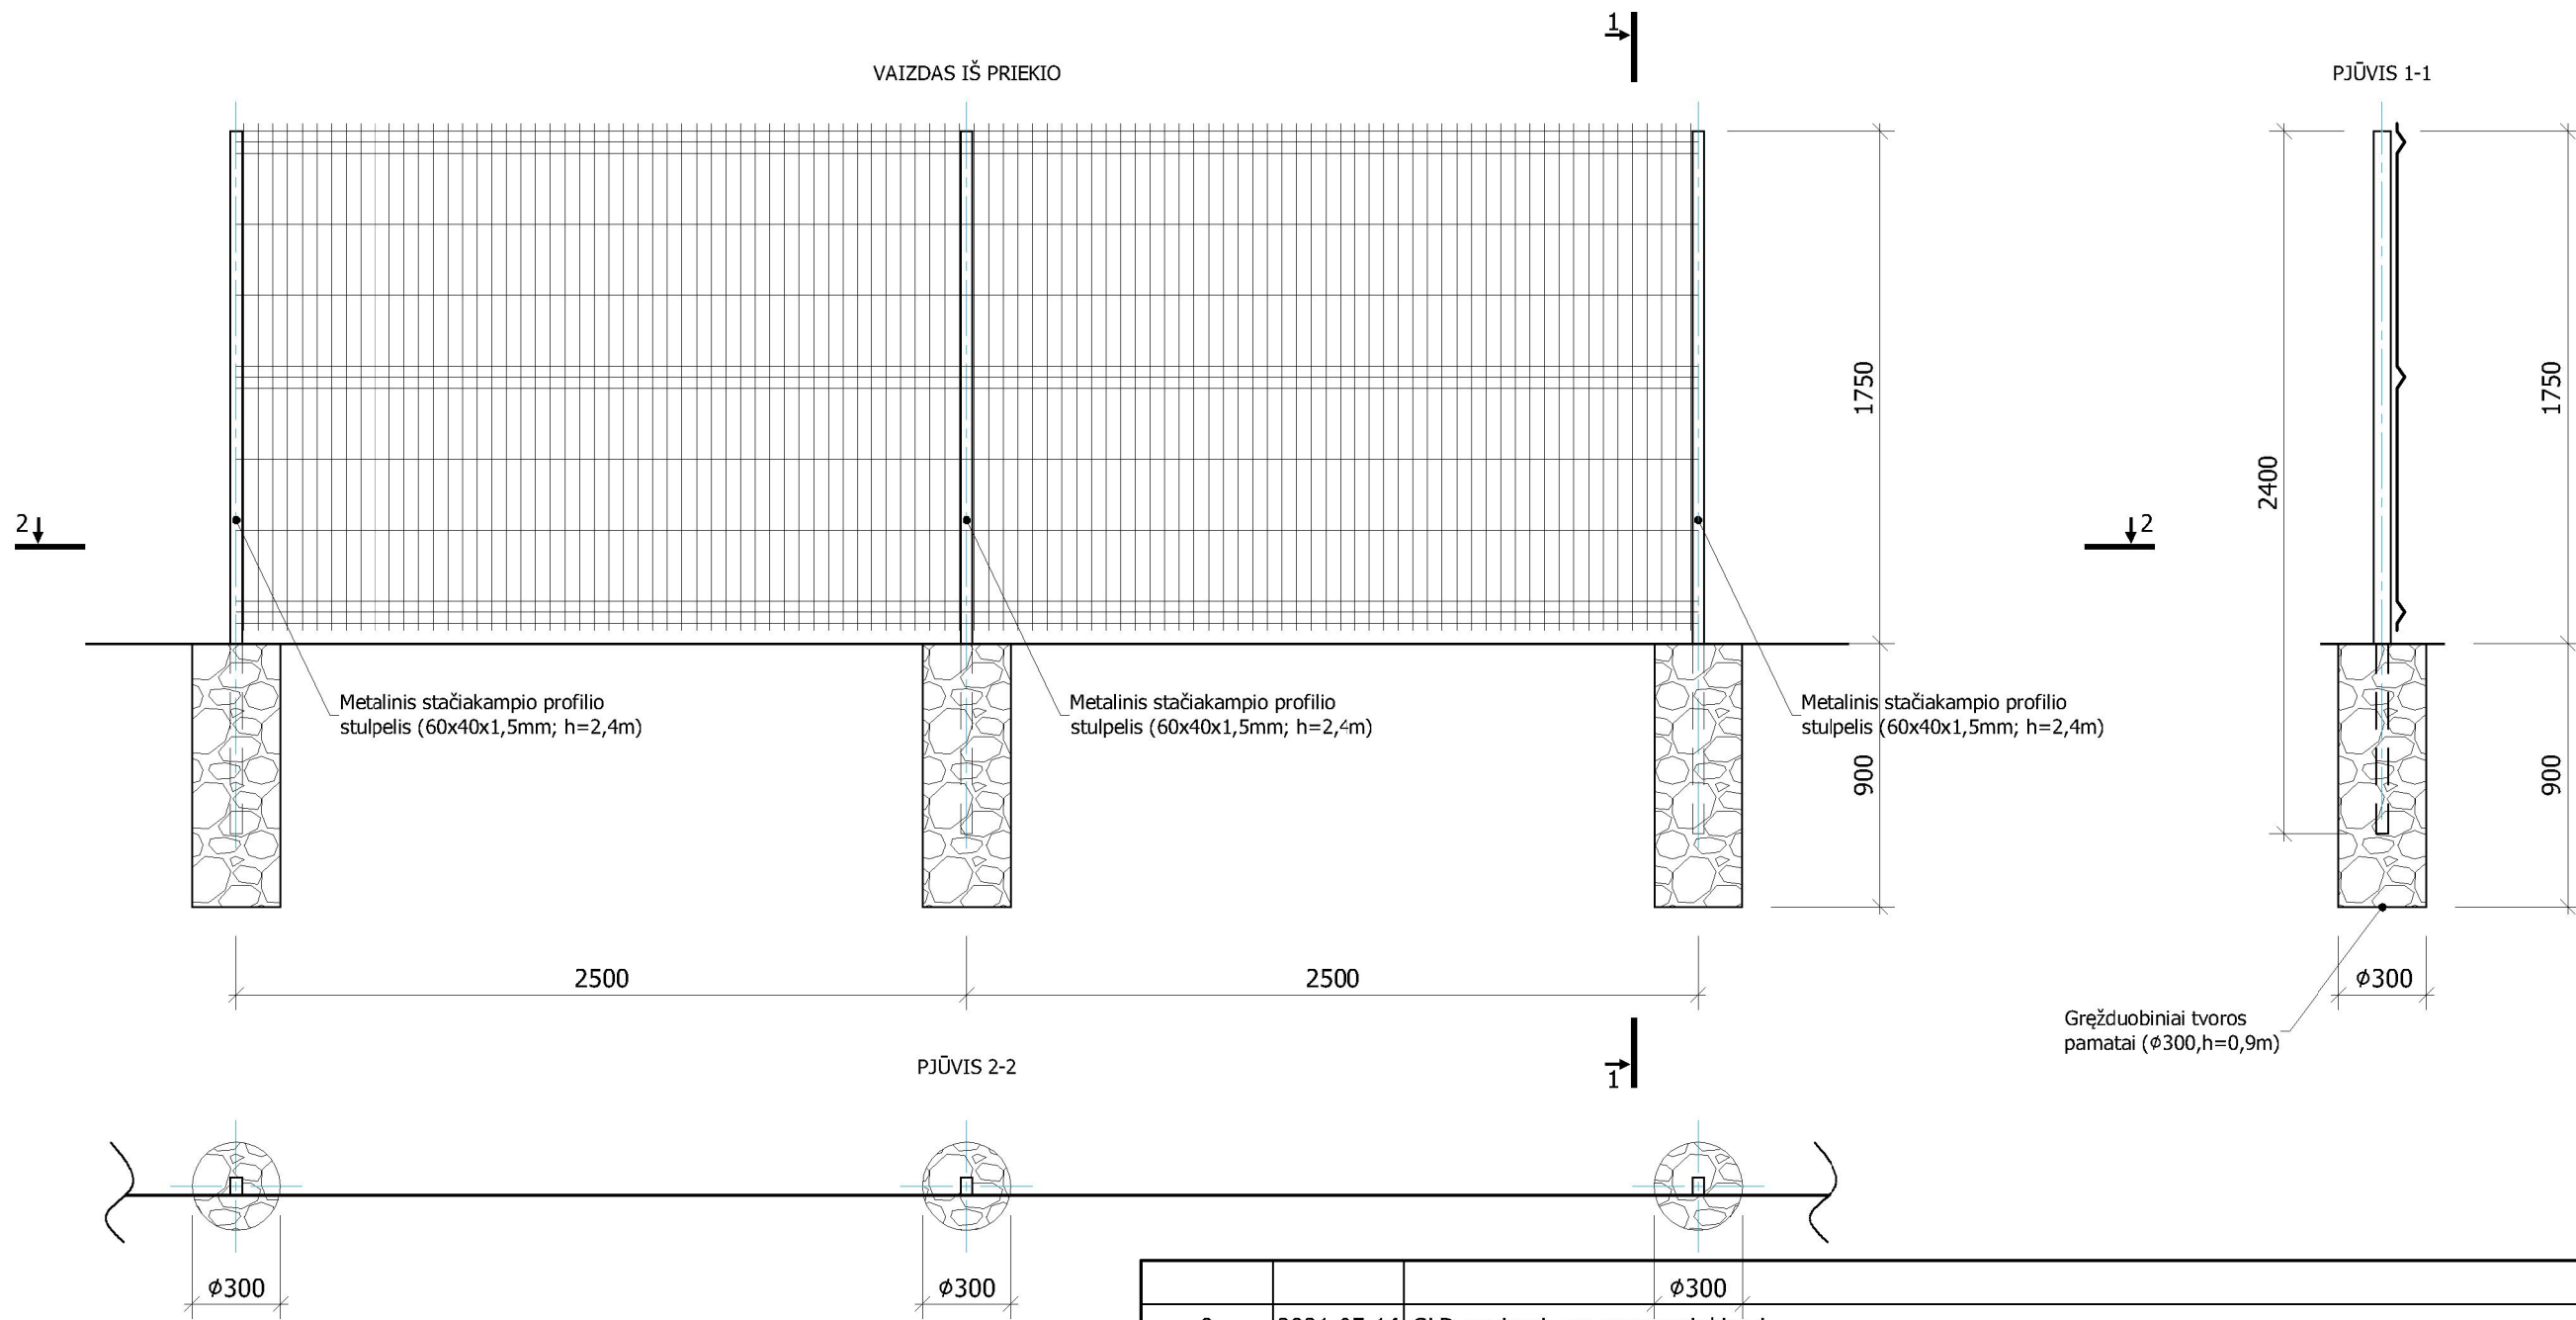 1
VAIZDAS IŠ PRIEKIO
PJŪVIS 1-1
1750
1750
2400
2
2
Metalinis stačiakampio profilio
stulpelis (60x40x1,5mm; h=2,4m)
Metalinis stačiakampio profilio
stulpelis (60x40x1,5mm; h=2,4m)
Metalinis stačiakampio profilio
stulpelis (60x40x1,5mm; h=2,4m)
900
900
2500
2500
ϕ300
Gręžduobiniai tvoros
pamatai (ϕ300,h=0,9m)
PJŪVIS 2-2
1
ϕ300
ϕ300
ϕ300